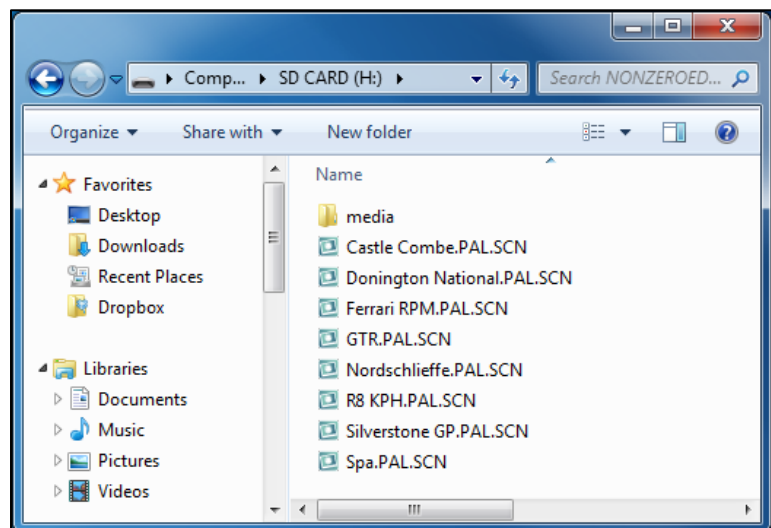 Comp... SD CARD (H:) Search NONZEROED...
Organize Share with New folder
Favorites
Desktop
Downloads
Recent Places
Dropbox
Libraries
Documents
Music
Pictures
Videos
Name
media
Castle Combe.PAL.SCN
Donington National.PAL.SCN
Ferrari RPM.PAL.SCN
GTR.PAL.SCN
Nordschlieffe.PAL.SCN
R8 KPH.PAL.SCN
Silverstone GP.PAL.SCN
Spa.PAL.SCN